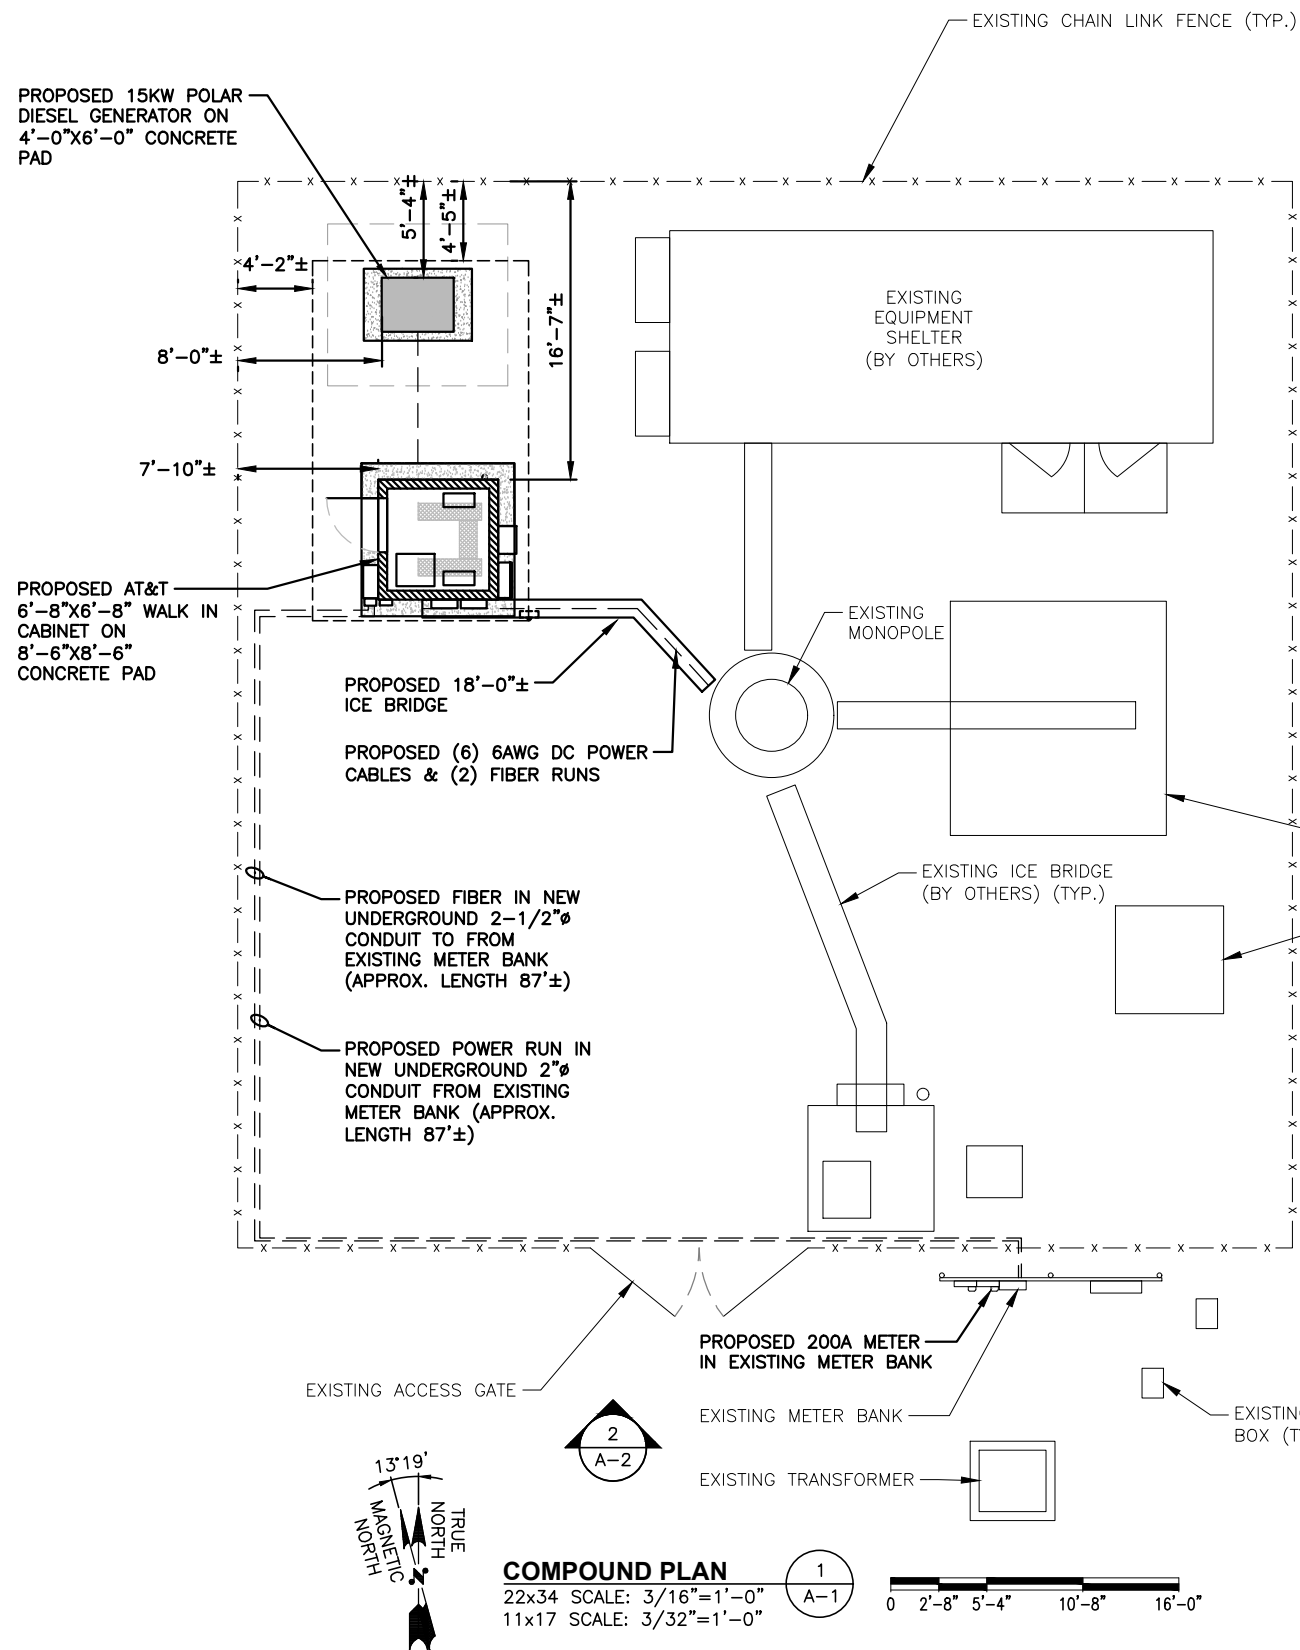 EXISTING CHAIN LINK FENCE (TYP.)
PROPOSED 15KW POLAR
DIESEL GENERATOR ON
4'-0"X6'-0" CONCRETE
PAD
5'-4"±
4'-5"±
4'-2"±
16'-7"±
8'-0"±
7'-10"±
EXISTING
EQUIPMENT
SHELTER
(BY OTHERS)
PROPOSED AT&T
6'-8"X6'-8" WALK IN
CABINET ON
8'-6"X8'-6"
CONCRETE PAD
EXISTING
MONOPOLE
PROPOSED 18'-0"±
ICE BRIDGE
PROPOSED (6) 6AWG DC POWER
CABLES & (2) FIBER RUNS
EXISTING ICE BRIDGE
(BY OTHERS) (TYP.)
PROPOSED FIBER IN NEW
UNDERGROUND 2-1/2"ø
CONDUIT TO FROM
EXISTING METER BANK
(APPROX. LENGTH 87'±)
PROPOSED POWER RUN IN
NEW UNDERGROUND 2"ø
CONDUIT FROM EXISTING
METER BANK (APPROX.
LENGTH 87'±)
PROPOSED 200A METER
IN EXISTING METER BANK
EXISTING ACCESS GATE
EXISTING METER BANK
EXISTING
BOX (T
2
A-2
EXISTING TRANSFORMER
13°19'
MAGNETIC
NORTH
TRUE
NORTH
N
COMPOUND PLAN
22x34 SCALE: 3/16"=1'-0"
11x17 SCALE: 3/32"=1'-0"
1
A-1
0 2'-8" 5'-4" 10'-8" 16'-0"